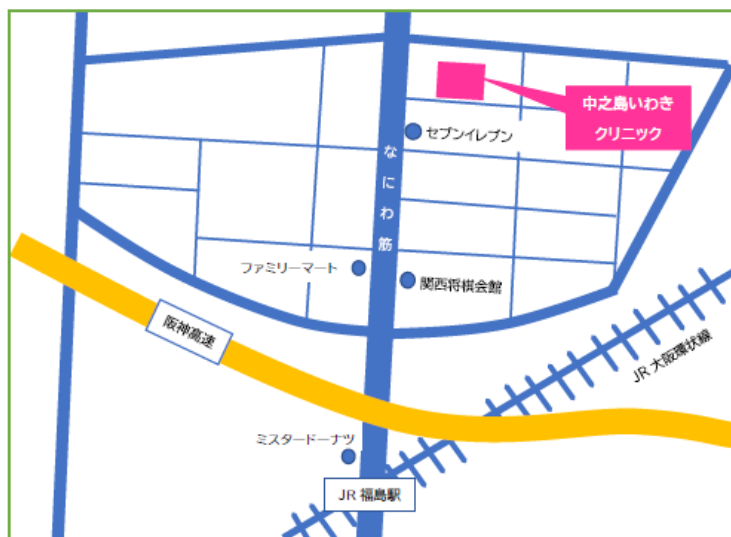 中之島いわき
クリニック
セブンイレブン
なにわ筋
ファミリーマート
関西将棋会館
阪神高速
JR 大阪環状線
ミスタードーナツ
JR 福島駅